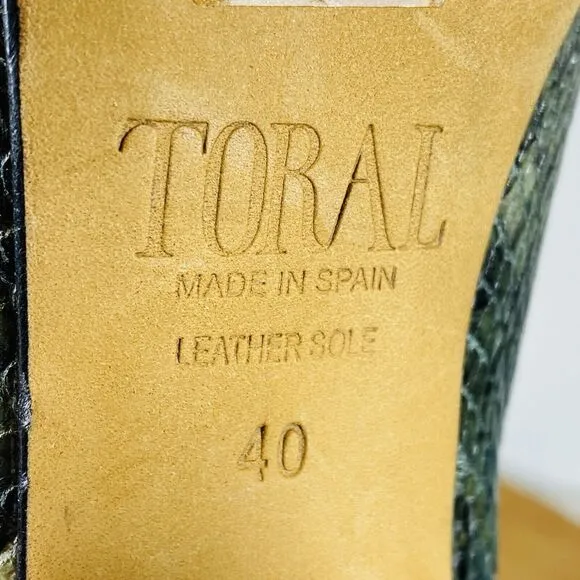 TORAL
MADE IN SPAIN
LEATHER SOLE
40